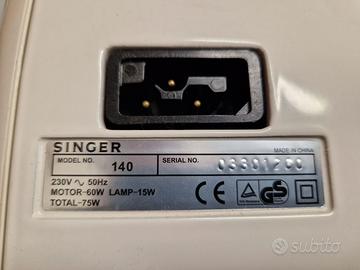 SINGER
MADE IN CHINA
MODEL NO. 140 SERIAL NO.
230V ~ 50Hz
MOTOR-60W LAMP-15W
TOTAL-75W
CE GS
subito